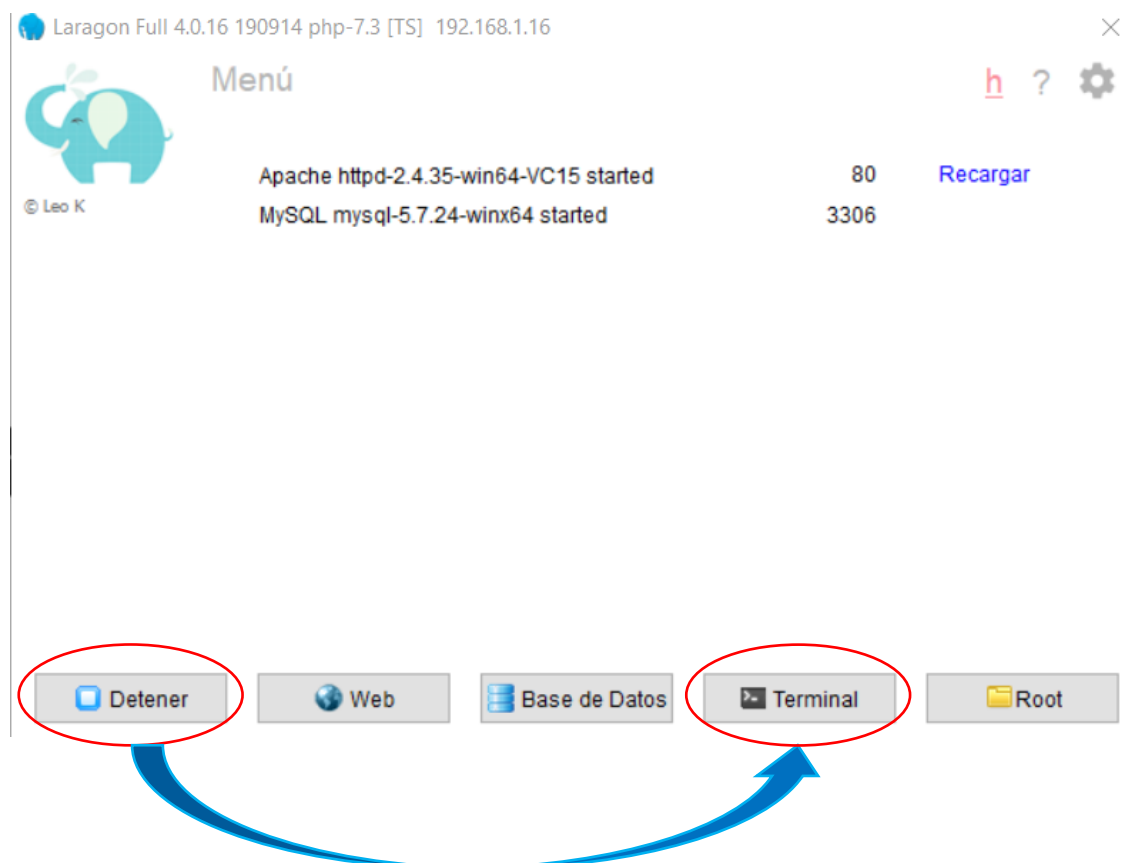 Laragon Full 4.0.16 190914 php-7.3 [TS] 192.168.1.16
Menú
h ?
© Leo K
Apache httpd-2.4.35-win64-VC15 started 80 Recargar
MySQL mysql-5.7.24-winx64 started 3306
Detener Web Base de Datos Terminal Root